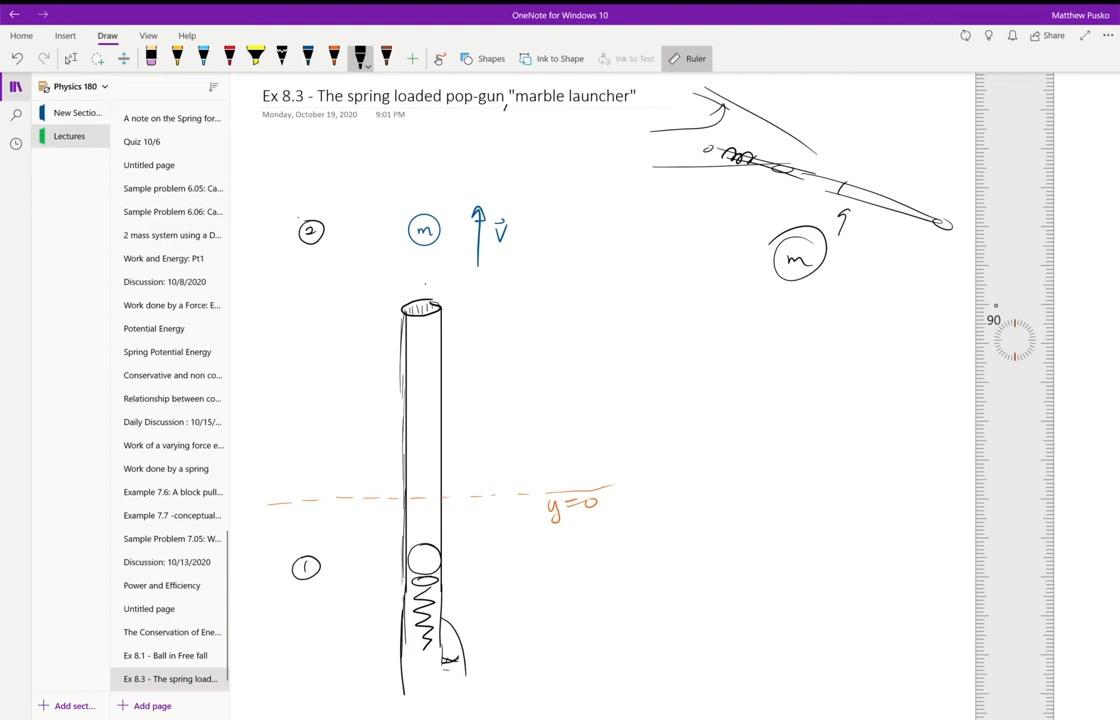 OneNote for Windows 10
Matthew Pusko
Home
Insert
Draw
View
Help
Share
Shapes
Ink to Shape
Ink to Text
Ruler
Physics 180
New Sectio...
Lectures
A note on the Spring for...
Quiz 10/6
Untitled page
Sample problem 6.05: Ca...
Sample problem 6.06: Ca...
2 mass system using a D...
Work and Energy: Pt1
Discussion: 10/8/2020
Work done by a Force: E...
Potential Energy
Spring Potential Energy
Conservative and non co...
Relationship between co...
Daily Discussion : 10/15/...
Work of a varying force e...
Work done by a spring
Example 7.6: A block pull...
Example 7.7 -conceptual...
Sample Problem 7.05: W...
Discussion: 10/13/2020
Power and Efficiency
Untitled page
The Conservation of Ene...
Ex 8.1 - Ball in Free fall
Ex 8.3 - The spring load...
Add sect...
Add page
Ex 8.3 - The spring loaded pop-gun,"marble launcher"
Monday, October 19, 2020 9:01 PM
2
m
V
m
90°
y=0
1